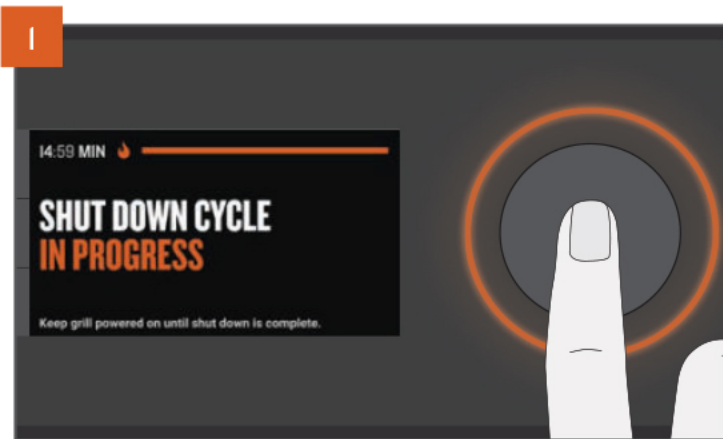 1
14:59 MIN
SHUT DOWN CYCLE
IN PROGRESS
Keep grill powered on until shut down is complete.